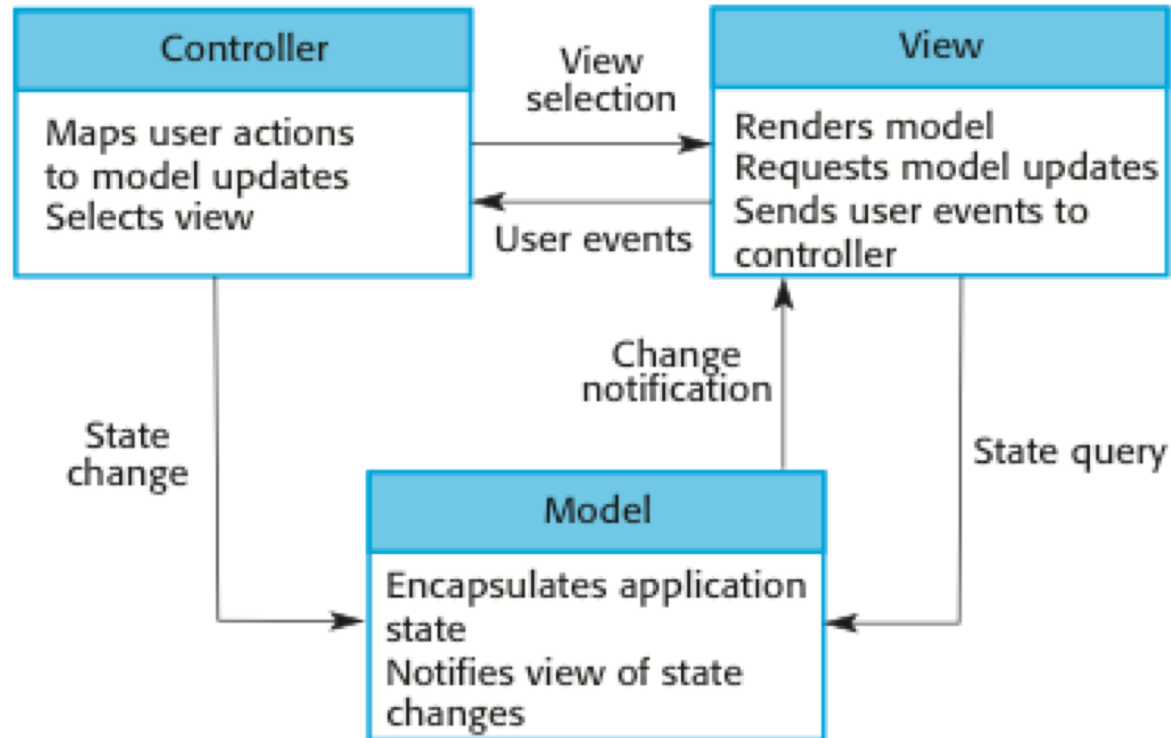 Controller
Maps user actions
to model updates
Selects view
View
selection
User events
View
Renders model
Requests model updates
Sends user events to
controller
State
change
Change
notification
State query
Model
Encapsulates application
state
Notifies view of state
changes